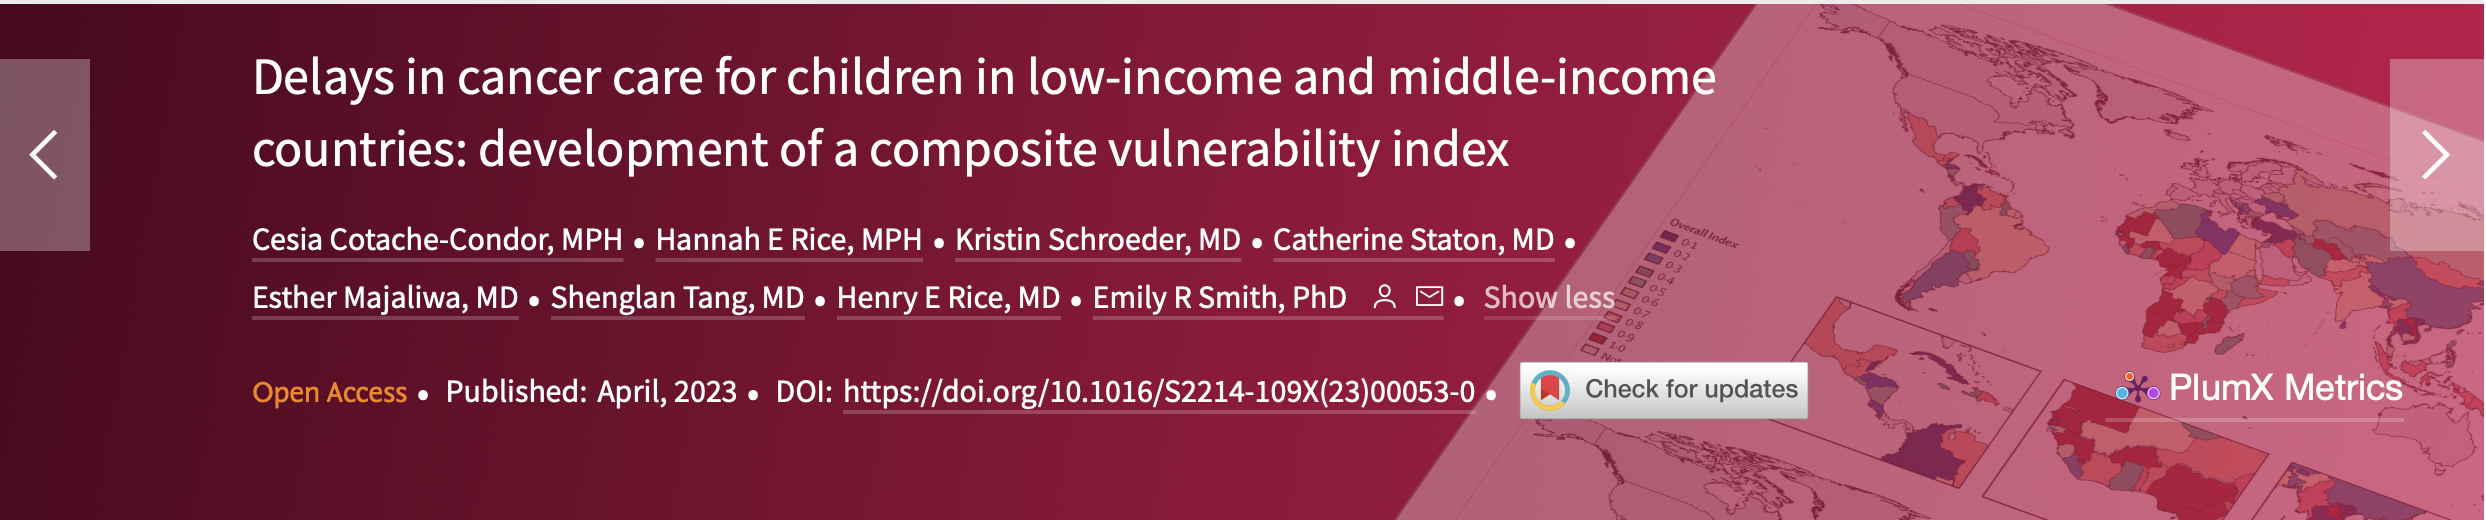 Delays in cancer care for children in low-income and middle-income
countries: development of a composite vulnerability index
Cesia Cotache-Condor, MPH • Hannah E Rice, MPH • Kristin Schroeder, MD • Catherine Staton, MD •
Esther Majaliwa, MD • Shenglan Tang, MD • Henry E Rice, MD • Emily R Smith, PhD • Show less
Open Access • Published: April, 2023 • DOI: https://doi.org/10.1016/S2214-109X(23)00053-0 •
Check for updates
PlumX Metrics
Overall Index
0·1
0·2
0·3
0·4
0·5
0·6
0·7
0·8
0·9
1·0